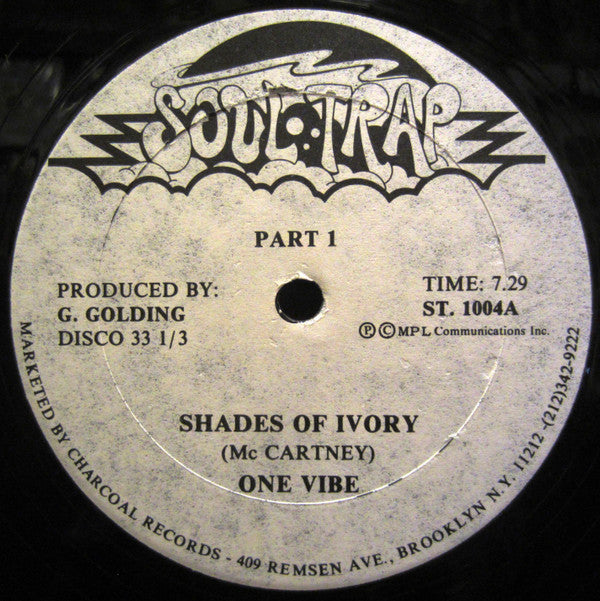 SOUL TRAP
PART 1
PRODUCED BY:
G. GOLDING
DISCO 33 1/3
TIME: 7.29
ST. 1004A
Ⓟ©MPL Communications Inc.
SHADES OF IVORY
(Mc CARTNEY)
ONE VIBE
MARKETED BY CHARCOAL RECORDS - 409 REMSEN AVE., BROOKLYN N.Y. 11212 -(212)342-9222